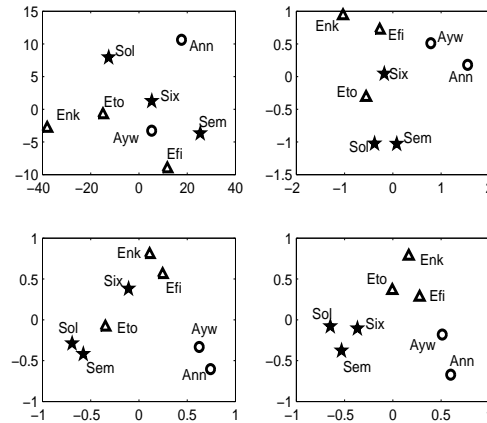 15
10
5
0
−5
−10
−40 −20 0 20 40
Sol
Ann
Enk
Eto
Six
Ayw
Sem
Efi
1
0.5
0
−0.5
−1
−1.5
−2 −1 0 1 2
Enk
Efi
Ayw
Ann
Six
Eto
Sol
Sem
1
0.5
0
−0.5
−1
−1 −0.5 0 0.5 1
Enk
Efi
Six
Sol
Eto
Sem
Ayw
Ann
1
0.5
0
−0.5
−1
−1 −0.5 0 0.5 1
Enk
Eto
Efi
Sol
Six
Sem
Ayw
Ann